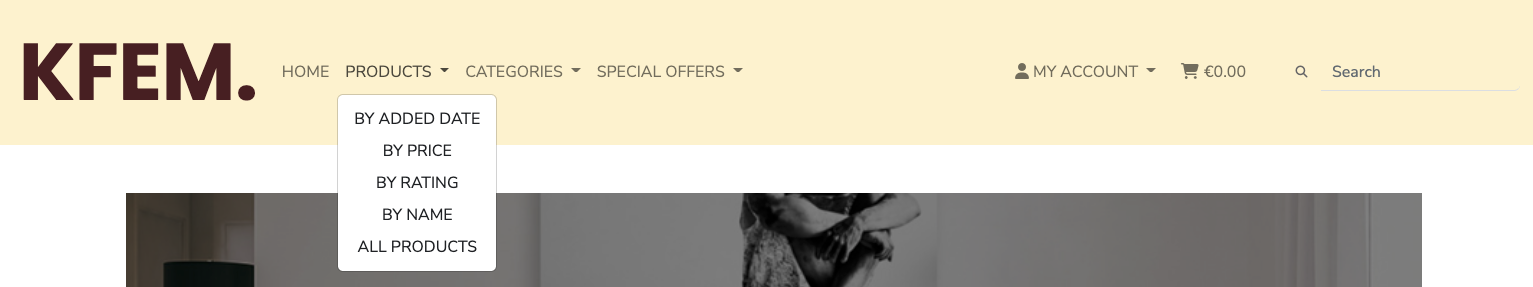 KFEM. HOME PRODUCTS CATEGORIES SPECIAL OFFERS MY ACCOUNT €0.00 Search
BY ADDED DATE
BY PRICE
BY RATING
BY NAME
ALL PRODUCTS